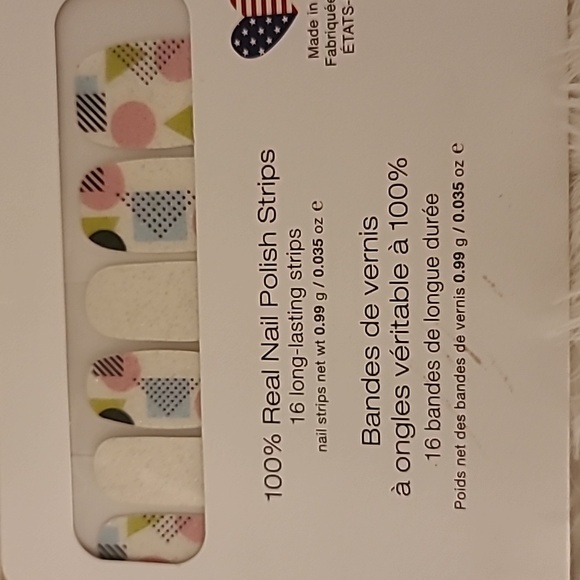 Made in
Fabriquée
ÉTATS-
100% Real Nail Polish Strips
16 long-lasting strips
nail strips net wt 0.99 g / 0.035 oz ℮
Bandes de vernis
à ongles véritable à 100%
16 bandes de longue durée
Poids net des bandes de vernis 0.99 g / 0.035 oz ℮